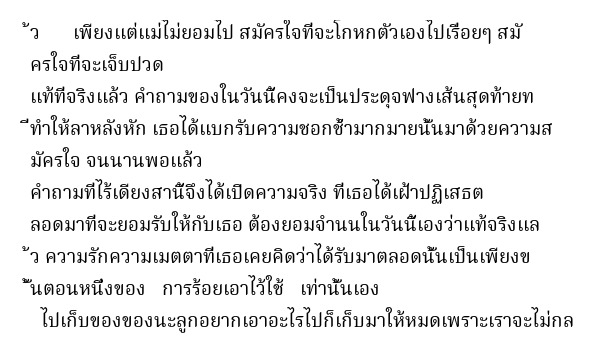 ้ว      เพียงแต่แม่ไม่ยอมไป สมัครใจที่จะโกหกตัวเองไปเรื่อยๆ สมั
ครใจที่จะเจ็บปวด
แท้ที่จริงแล้ว คำถามของในวันนี้คงจะเป็นประดุจฟางเส้นสุดท้ายท
ี่ทำให้ลาหลังหัก เธอได้แบกรับความชอกช้ำมากมายนั้นมาด้วยความส
มัครใจ จนนานพอแล้ว
คำถามที่ไร้เดียงสานี้จึงได้เปิดความจริง ที่เธอได้เฝ้าปฏิเสธต
ลอดมาที่จะยอมรับให้กับเธอ ต้องยอมจำนนในวันนี้เองว่าแท้จริงแล
้ว ความรักความเมตตาที่เธอเคยคิดว่าได้รับมาตลอดนั้นเป็นเพียงข
ั้นตอนหนึ่งของ   การร้อยเอาไว้ใช้   เท่านั้นเอง
ไปเก็บของของนะลูกอยากเอาอะไรไปก็เก็บมาให้หมดเพราะเราจะไม่กล